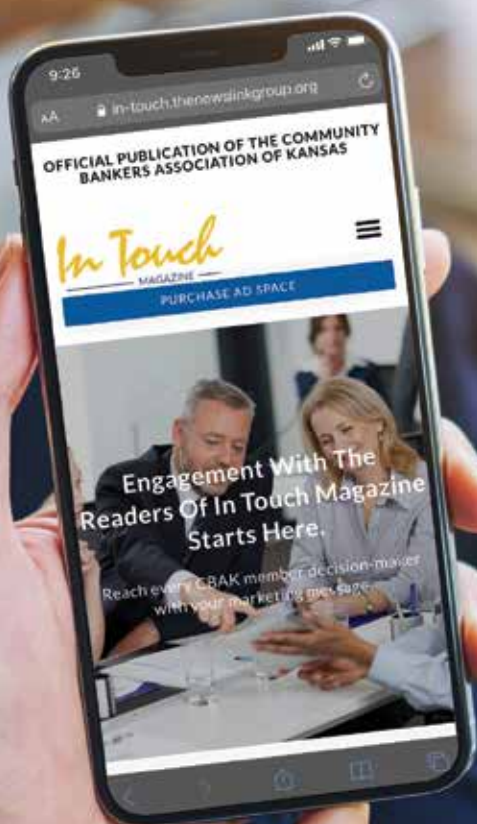 9:26
AA in-touch.thenewslinkgroup.org
OFFICIAL PUBLICATION OF THE COMMUNITY
BANKERS ASSOCIATION OF KANSAS
In Touch
MAGAZINE
PURCHASE AD SPACE
Engagement With The
Readers Of In Touch Magazine
Starts Here.
Reach every CBAK member decision-maker
with your marketing message.